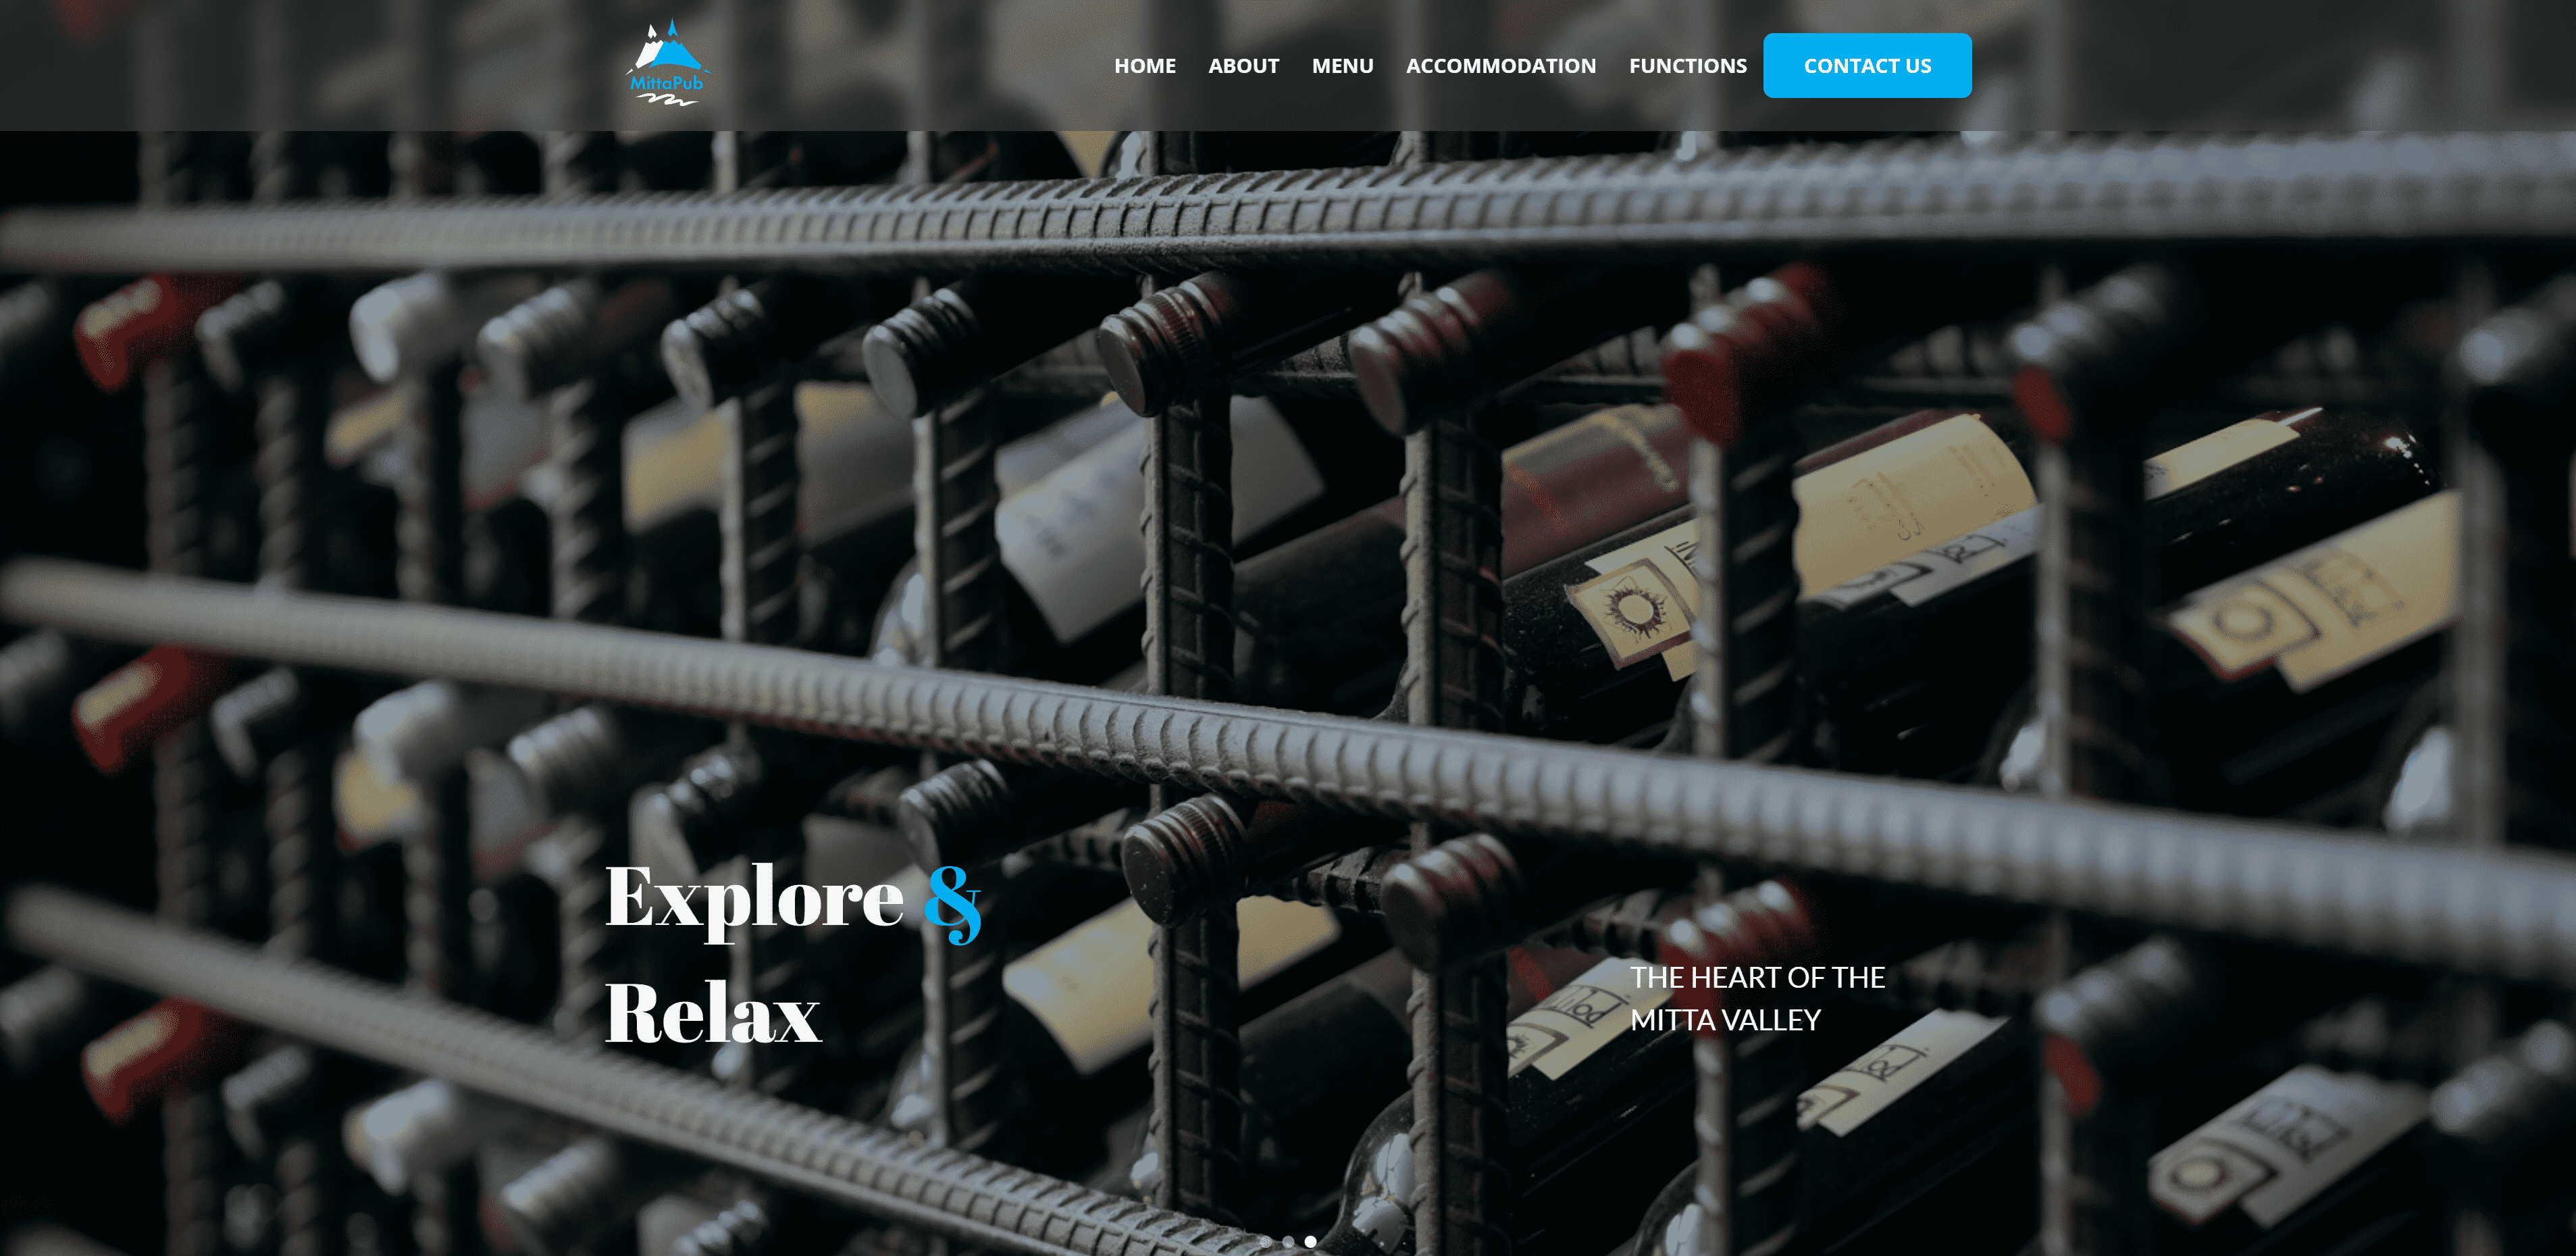 MittaPub
HOME
ABOUT
MENU
ACCOMMODATION
FUNCTIONS
CONTACT US
Explore &
Relax
THE HEART OF THE
MITTA VALLEY